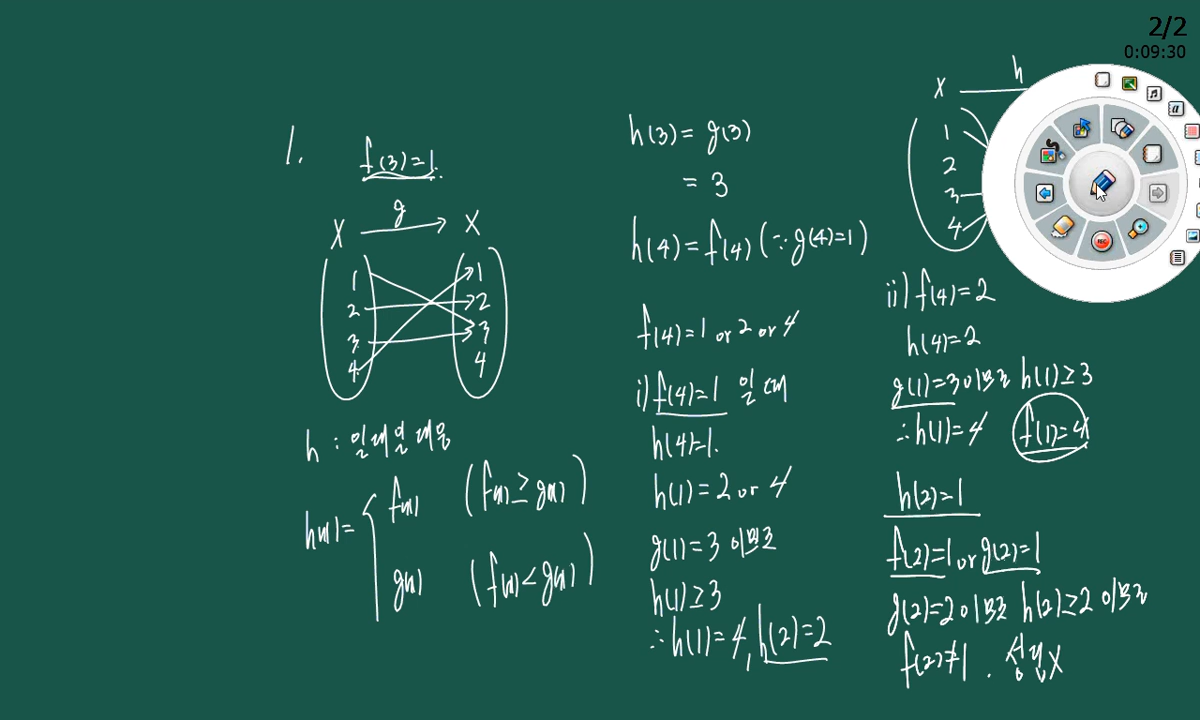 2/2
0:09:30
1. f(3)=1.
X g X
1 1
2 2
3 3
4 4
h : 일대일 대응
h(x)= f(x) (f(x)≥g(x))
g(x) (f(x)<g(x))
h(3)=g(3)
=3
h(4)=f(4) (∵g(4)=1)
f(4)=1 or 2 or 4
i) f(4)=1 일 때
h(4)=1.
h(1)=2 or 4
g(1)=3 이므로
h(1)≥3
∴h(1)=4, h(2)=2
X h
1
2
3
4
ii) f(4)=2
h(4)=2
g(1)=3이므로 h(1)≥3
∴h(1)=4 f(1)=4
h(2)=1
f(2)=1 or g(2)=1
g(2)=2이므로 h(2)≥2 이므로
f(2)≠1. 성립X
REC